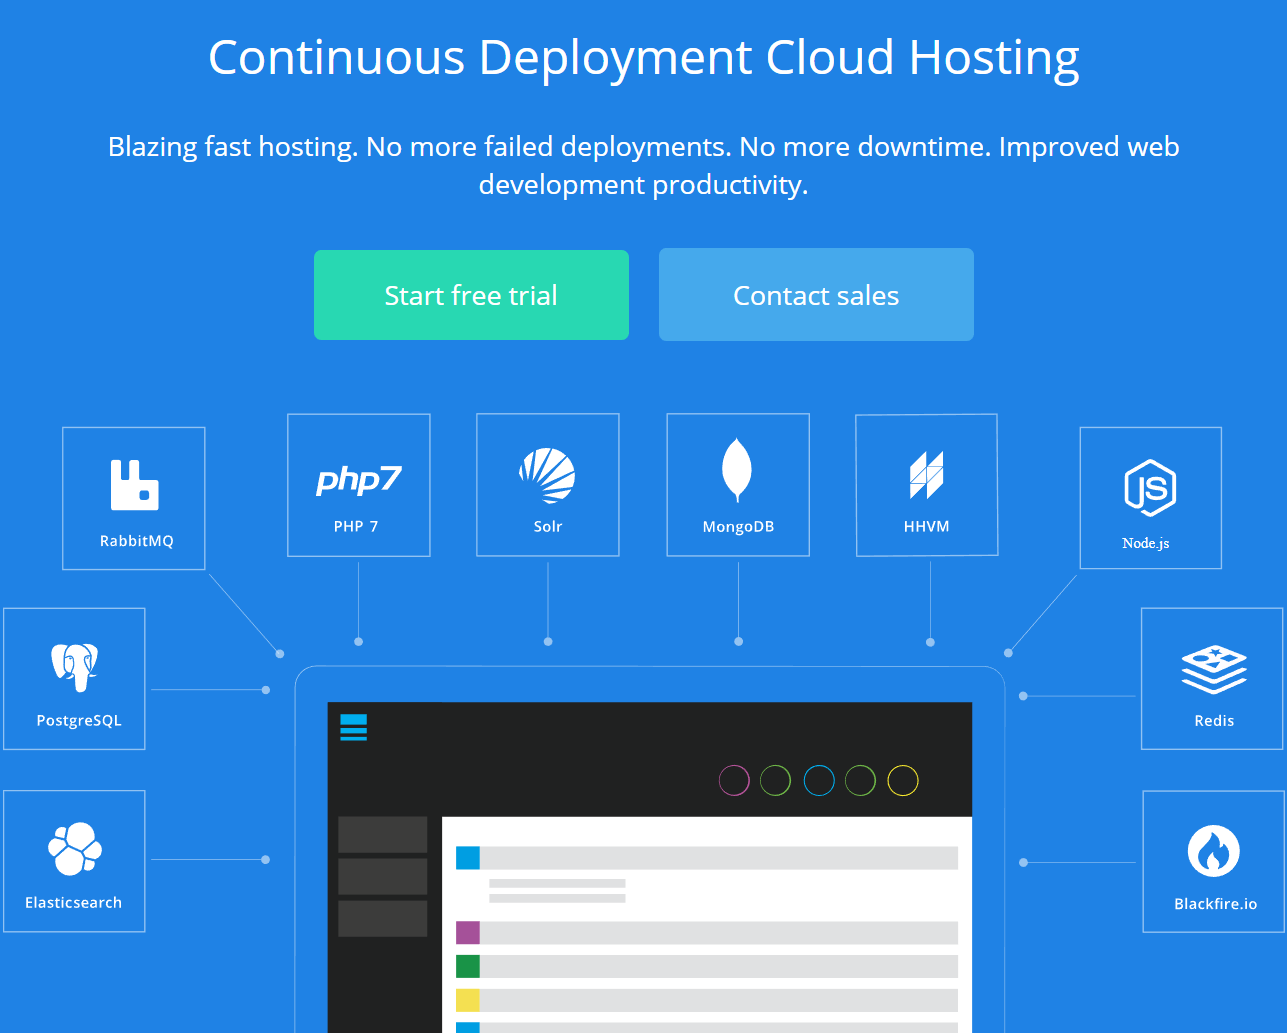 Continuous Deployment Cloud Hosting
Blazing fast hosting. No more failed deployments. No more downtime. Improved web
development productivity.
Start free trial
Contact sales
RabbitMQ
php7
PHP 7
Solr
MongoDB
HHVM
JS
Node.js
PostgreSQL
Redis
Elasticsearch
Blackfire.io